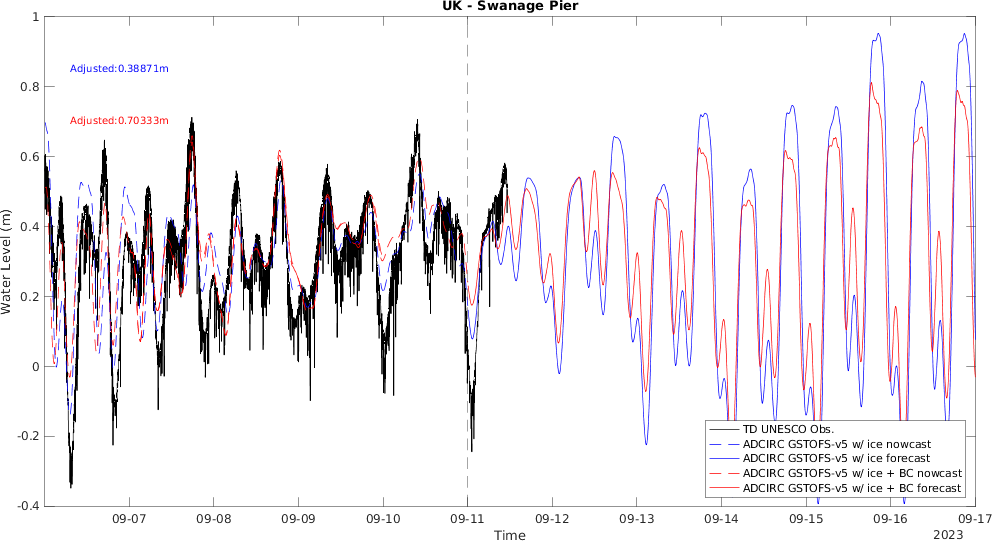 UK - Swanage Pier
1
0.8
0.6
0.4
0.2
0
-0.2
-0.4
Water Level (m)
Adjusted:0.38871m
Adjusted:0.70333m
TD UNESCO Obs.
ADCIRC GSTOFS-v5 w/ ice nowcast
ADCIRC GSTOFS-v5 w/ ice forecast
ADCIRC GSTOFS-v5 w/ ice + BC nowcast
ADCIRC GSTOFS-v5 w/ ice + BC forecast
09-07 09-08 09-09 09-10 09-11 09-12 09-13 09-14 09-15 09-16 09-17
Time
2023